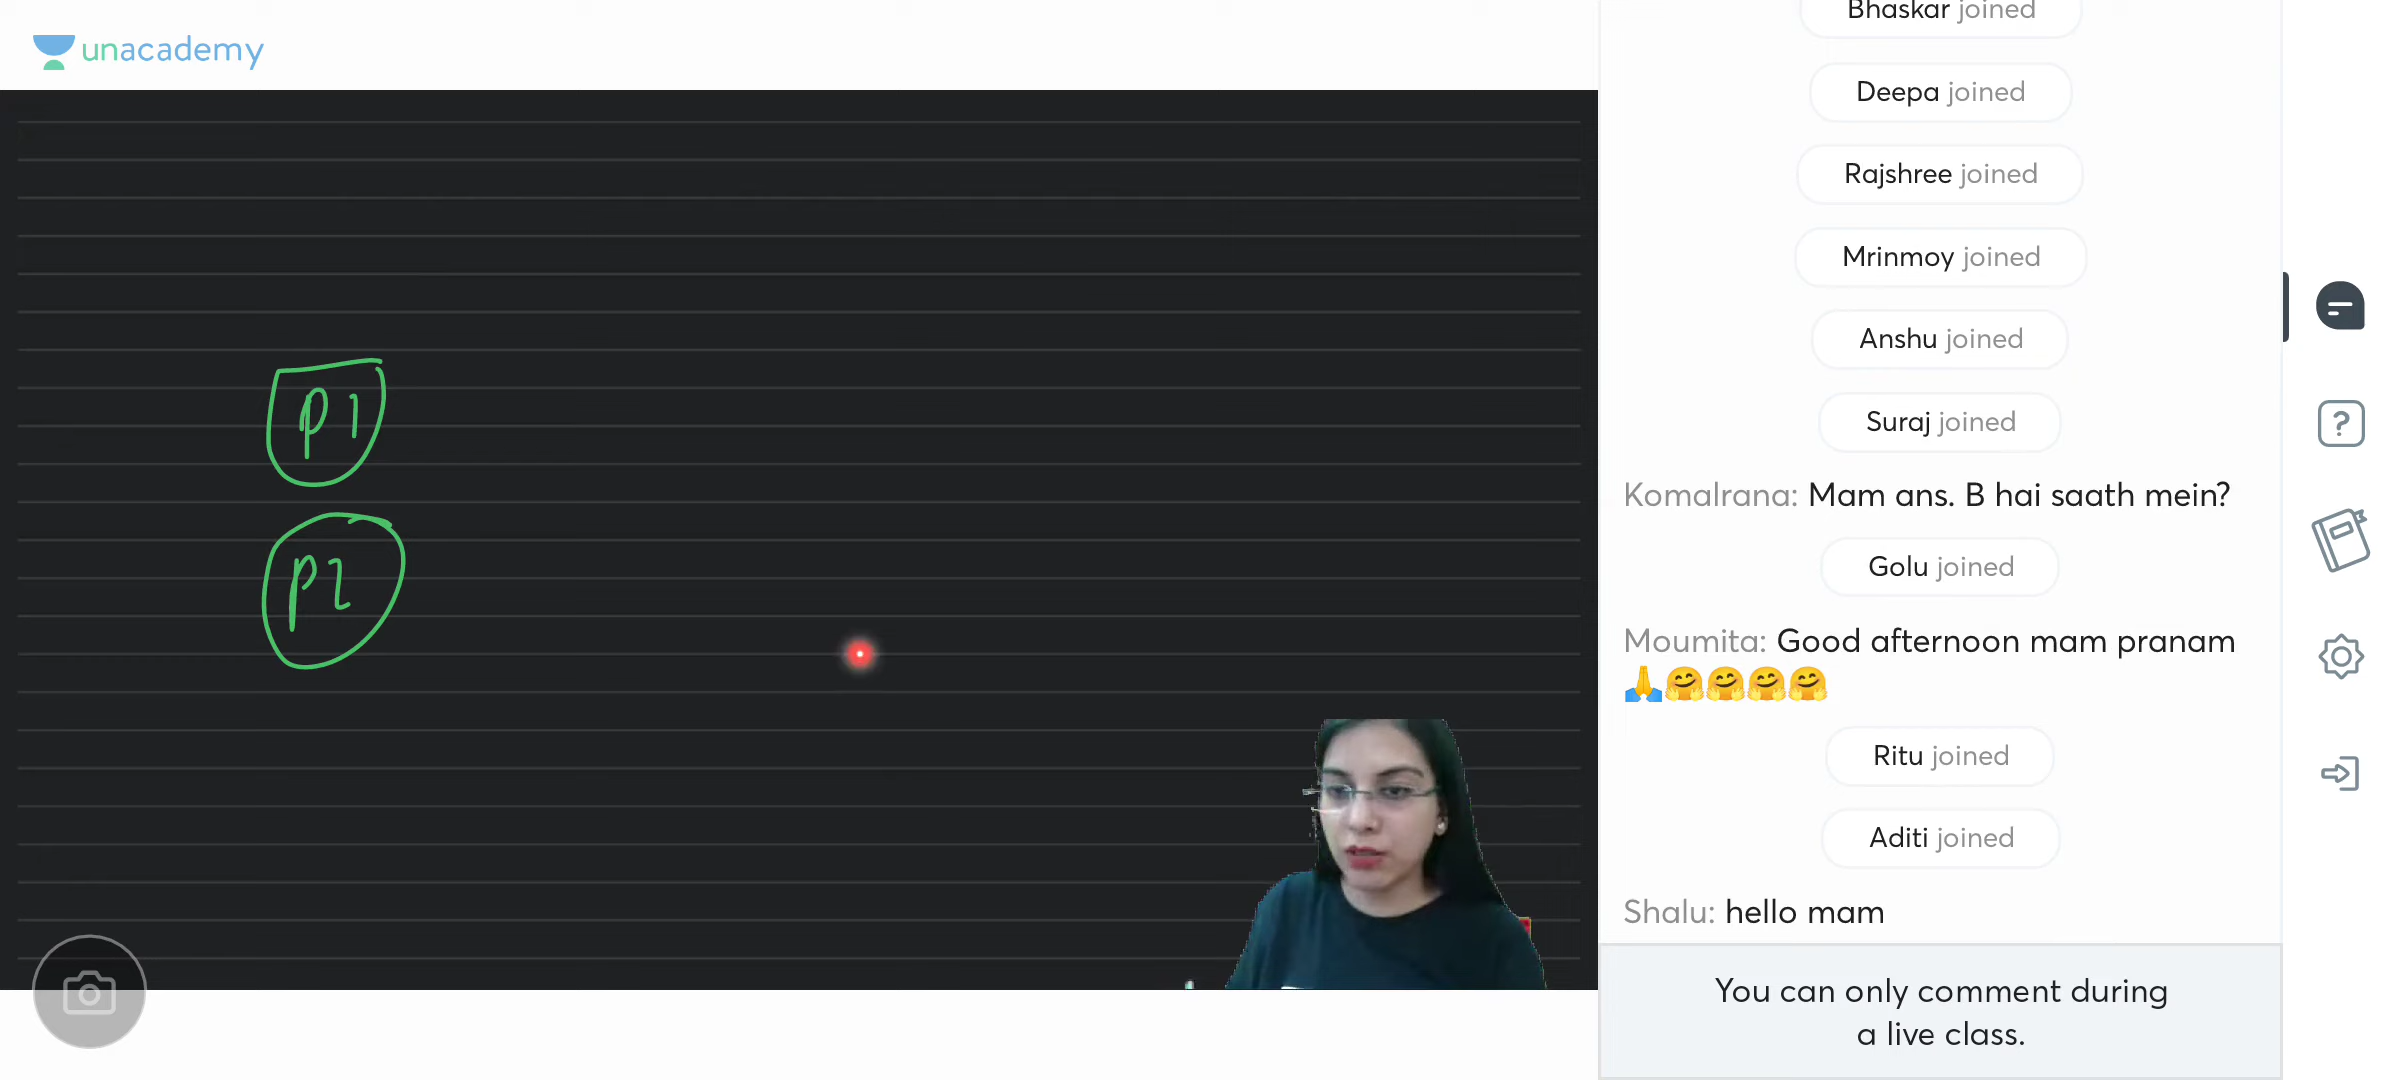 unacademy
P1
P2
Bhaskar joined
Deepa joined
Rajshree joined
Mrinmoy joined
Anshu joined
Suraj joined
Komalrana: Mam ans. B hai saath mein?
Golu joined
Moumita: Good afternoon mam pranam
🙏🤗🤗🤗🤗
Ritu joined
Aditi joined
Shalu: hello mam
You can only comment during
a live class.
?